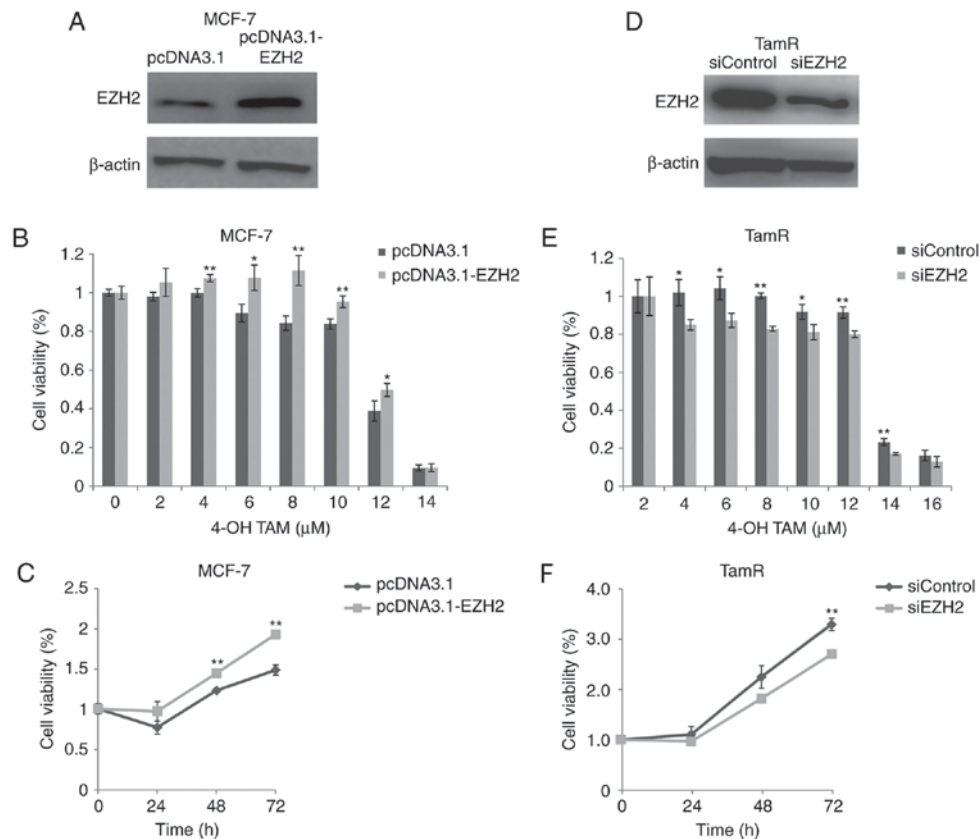 A
MCF-7
pcDNA3.1
pcDNA3.1-
EZH2
EZH2
β-actin
D
TamR
siControl siEZH2
EZH2
β-actin
B
MCF-7
pcDNA3.1
pcDNA3.1-EZH2
Cell viability (%)
1.2
1
0.8
0.6
0.4
0.2
0
** * ** ** *
0 2 4 6 8 10 12 14
4-OH TAM (μM)
E
TamR
siControl
siEZH2
Cell viability (%)
1.2
1
0.8
0.6
0.4
0.2
0
* * ** * ** **
2 4 6 8 10 12 14 16
4-OH TAM (μM)
C
MCF-7
pcDNA3.1
pcDNA3.1-EZH2
Cell viability (%)
2.5
2
1.5
1
0.5
0
** **
0 24 48 72
Time (h)
F
TamR
siControl
siEZH2
Cell viability (%)
4.0
3.0
2.0
1.0
0
**
0 24 48 72
Time (h)